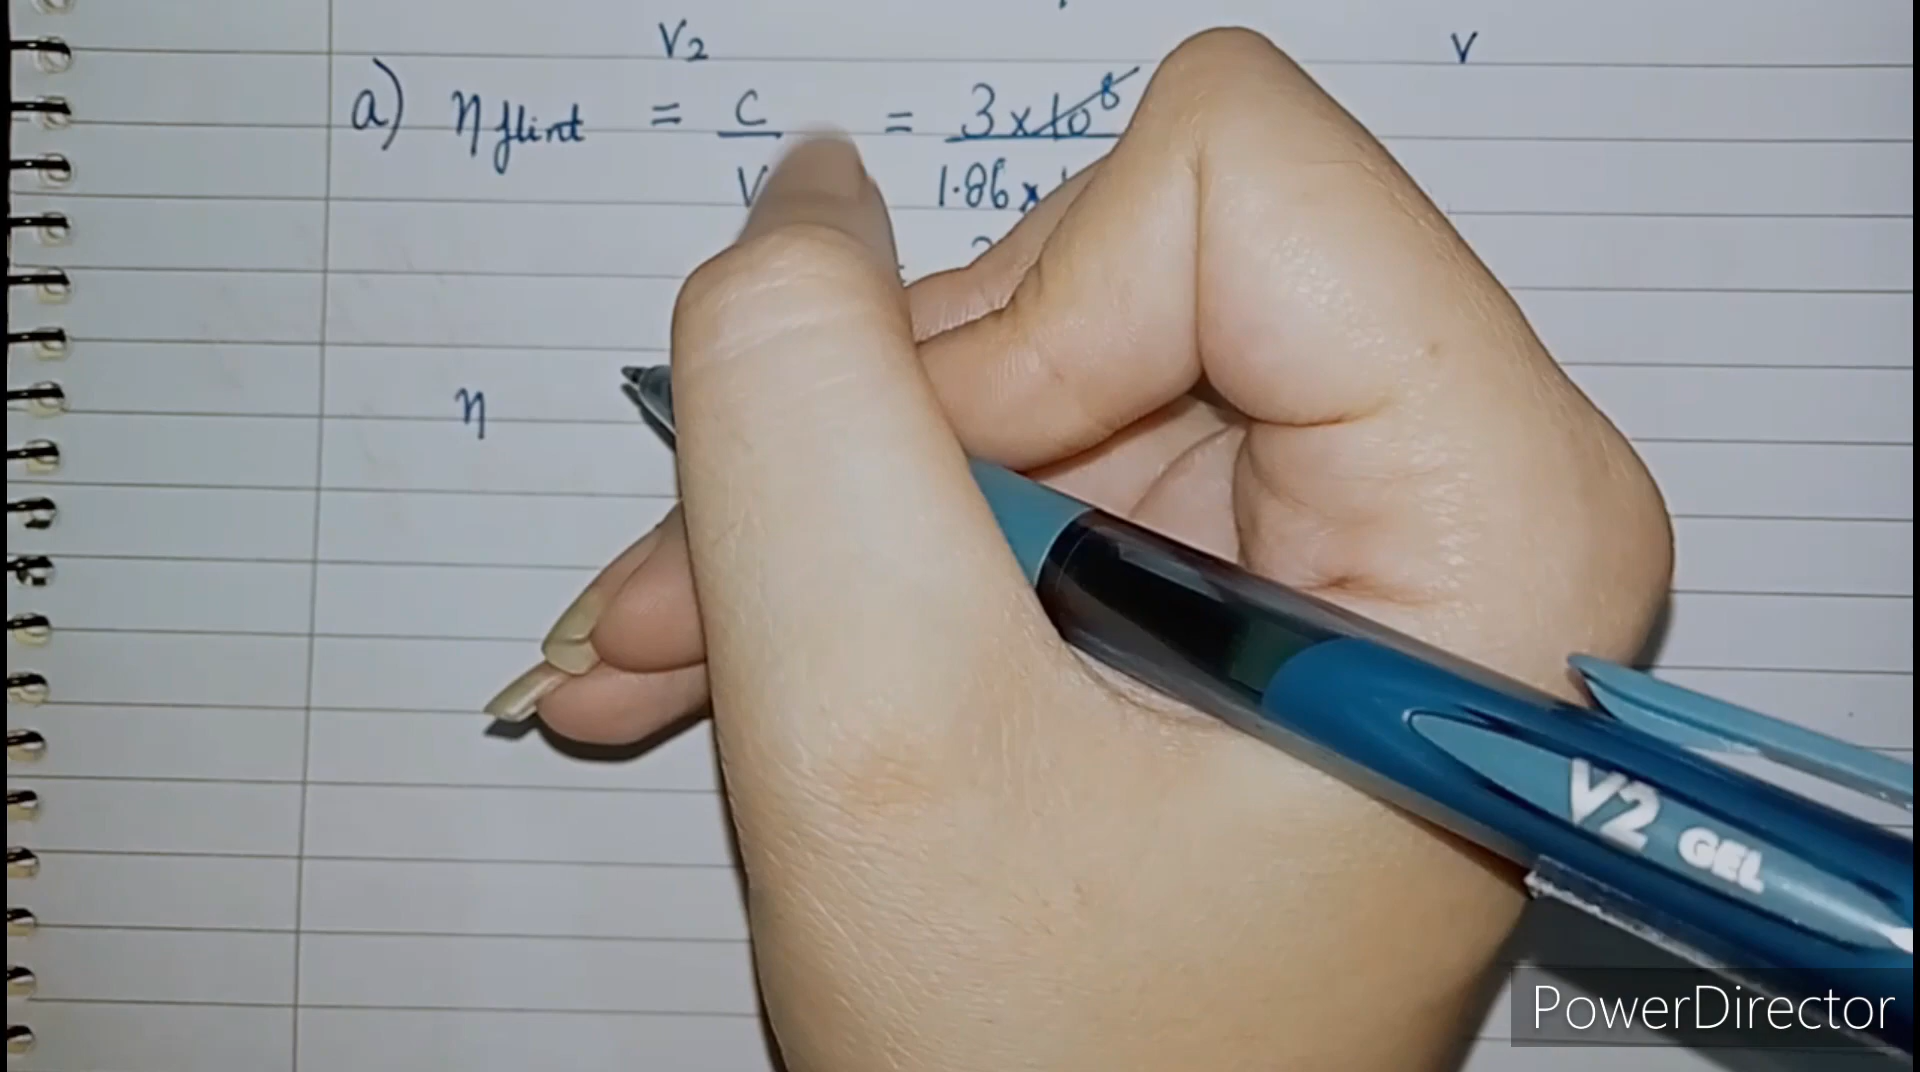 V2 V
a) η flint = C = 3 × 10⁸
V 1.86 ×
η
V2 GEL
PowerDirector